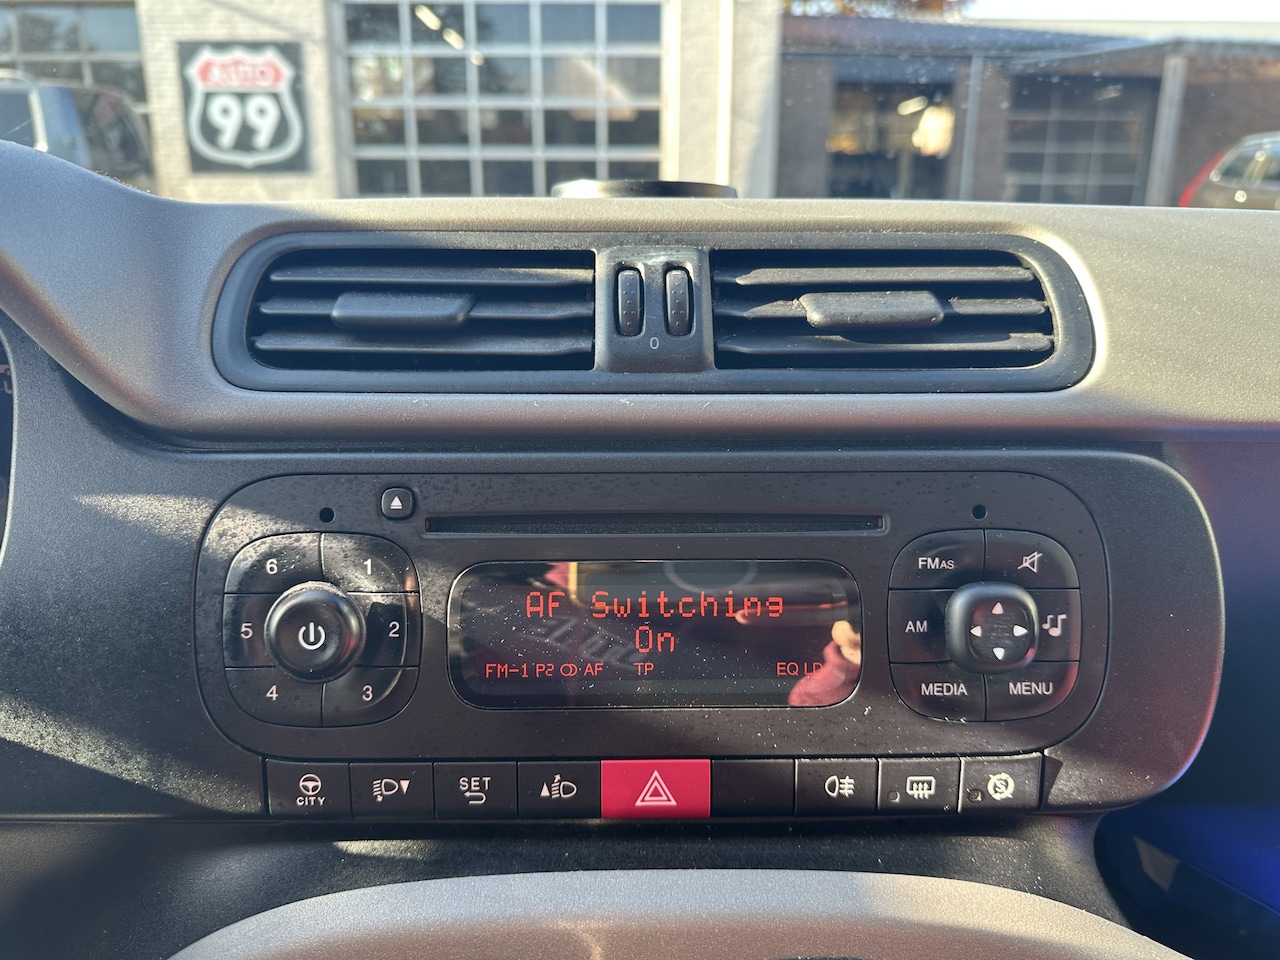 AUTO
99
0
6 1
5 2
4 3
FMAS
AM
MEDIA MENU
AF Switching
On
FM-1 P2 AF TP EQ LD
CITY
SET
S